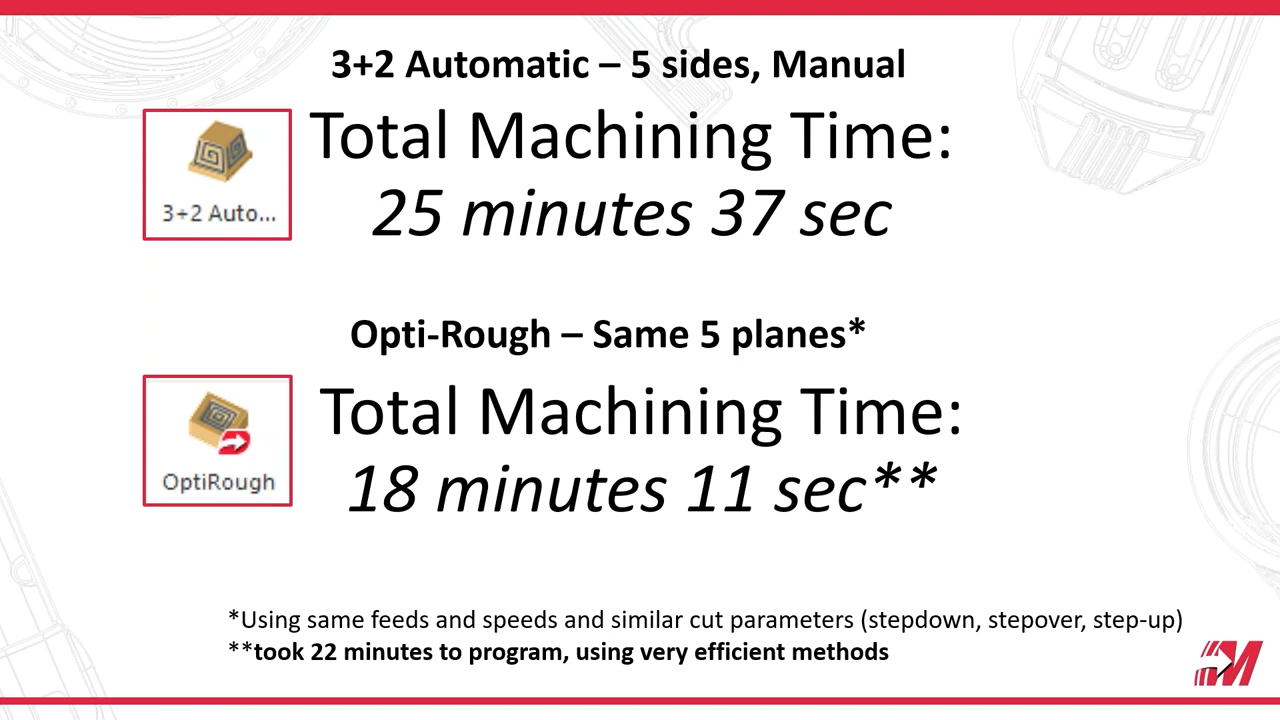 3+2 Automatic – 5 sides, Manual
Total Machining Time:
25 minutes 37 sec
3+2 Auto...
Opti-Rough – Same 5 planes*
Total Machining Time:
18 minutes 11 sec**
OptiRough
*Using same feeds and speeds and similar cut parameters (stepdown, stepover, step-up)
**took 22 minutes to program, using very efficient methods